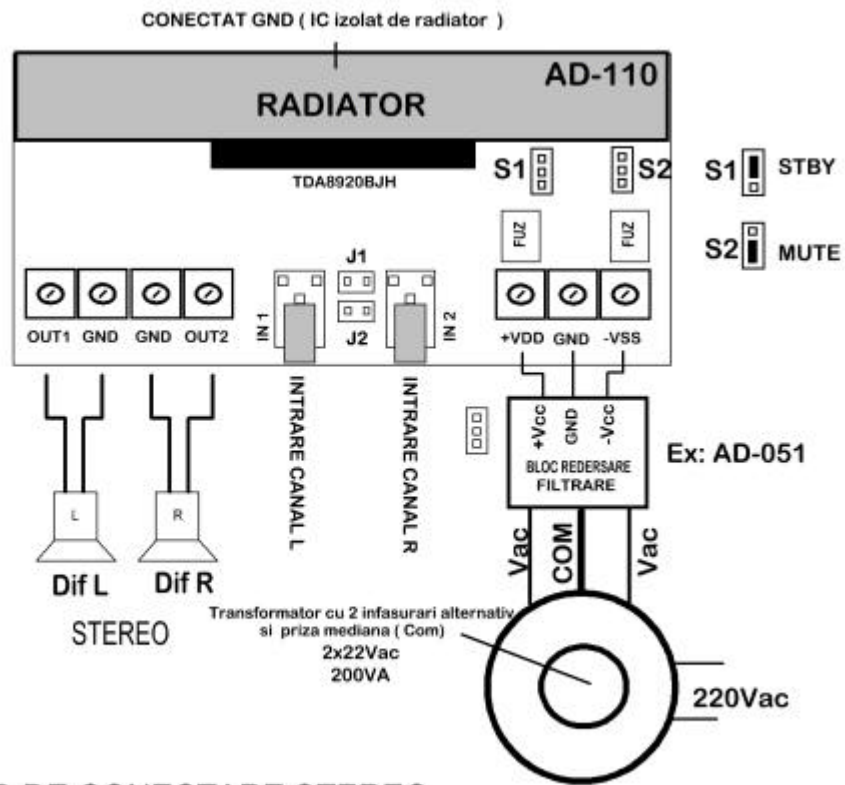 CONECTAT GND ( IC izolat de radiator )
AD-110
RADIATOR
TDA8920BJH
S1
S2
S1
STBY
FUZ
FUZ
S2
MUTE
J1
J2
IN 1
IN 2
OUT1 GND GND OUT2
+VDD GND -VSS
INTRARE CANAL L
INTRARE CANAL R
+Vcc
GND
-Vcc
BLOC REDERSARE
FILTRARE
Ex: AD-051
L
R
Dif L
Dif R
STEREO
Vac
COM
Vac
Transformator cu 2 infasurari alternativ
si priza mediana ( Com)
2x22Vac
200VA
220Vac
DE CONECTARE STEREO